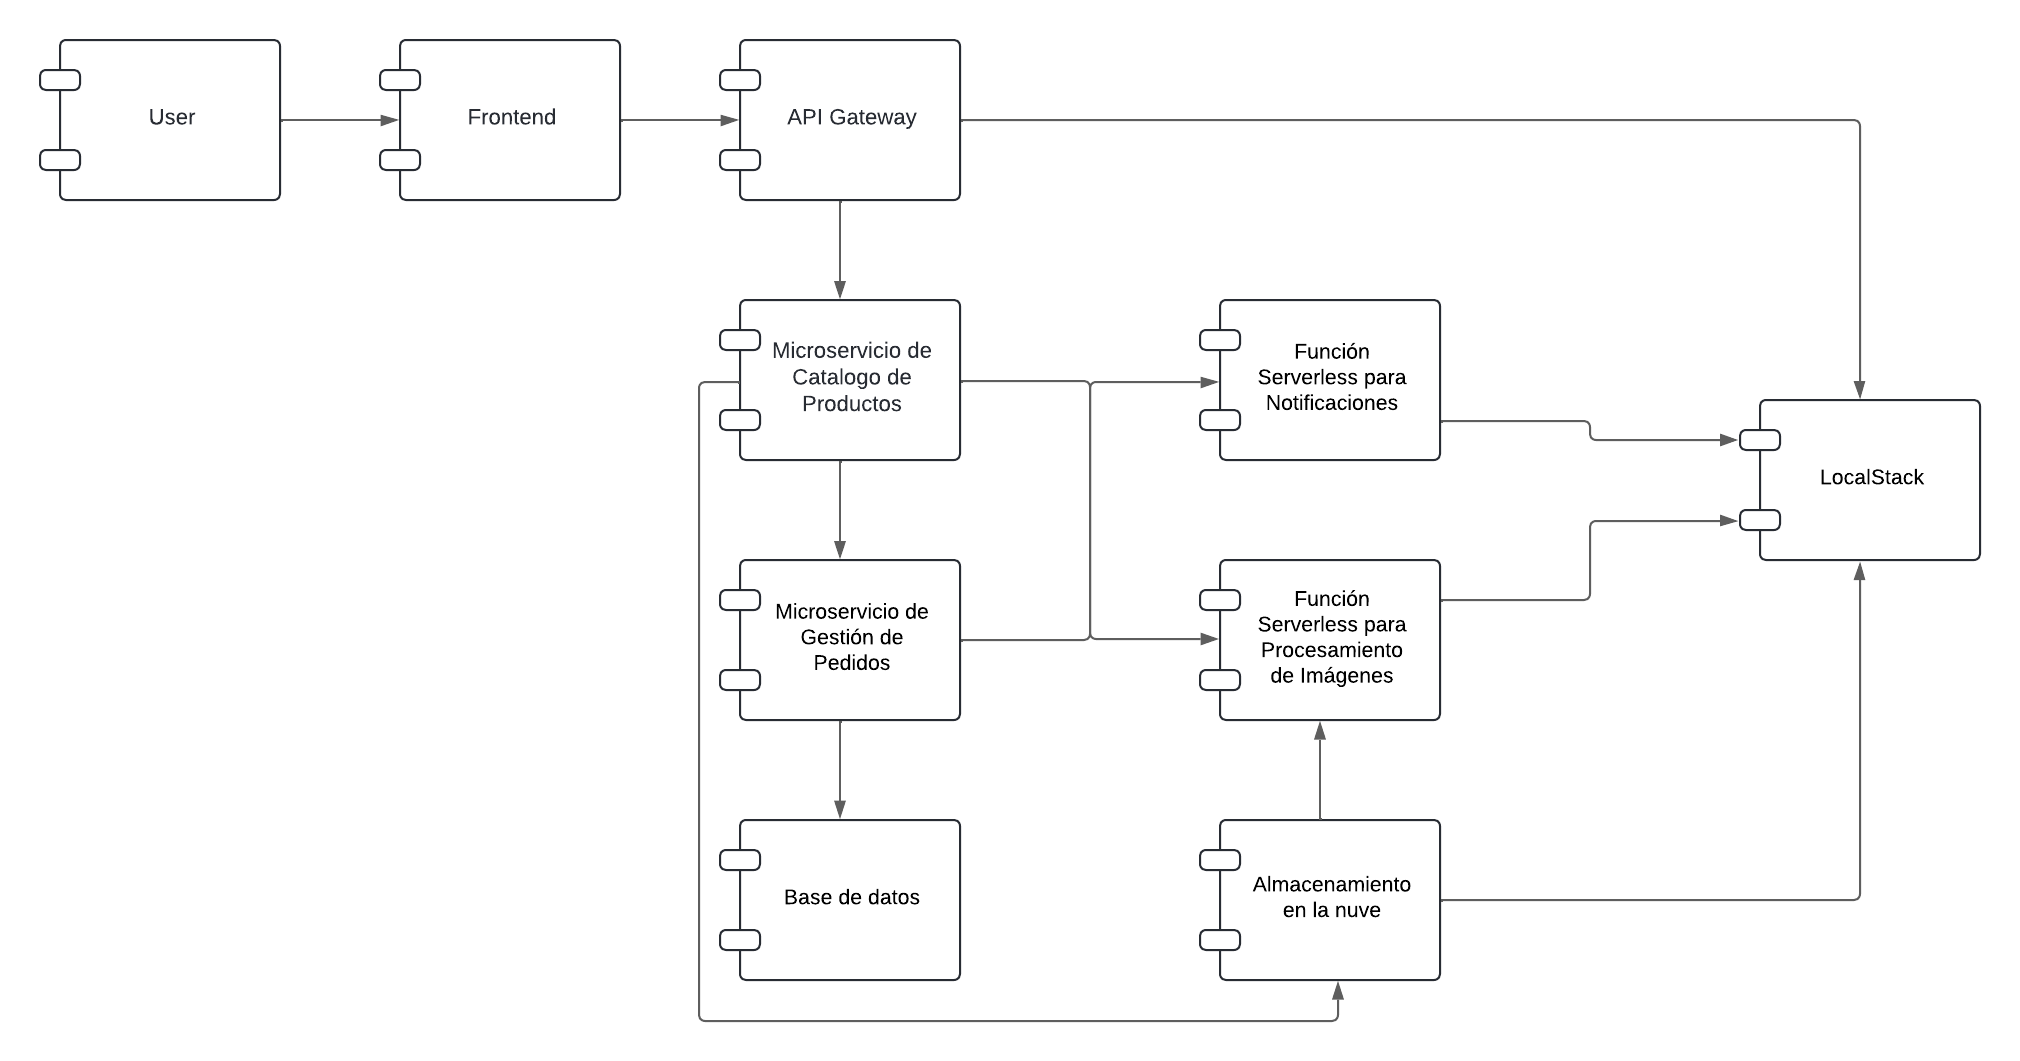 User
Frontend
API Gateway
Microservicio de
Catalogo de
Productos
Función
Serverless para
Notificaciones
LocalStack
Microservicio de
Gestión de
Pedidos
Función
Serverless para
Procesamiento
de Imágenes
Base de datos
Almacenamiento
en la nuve